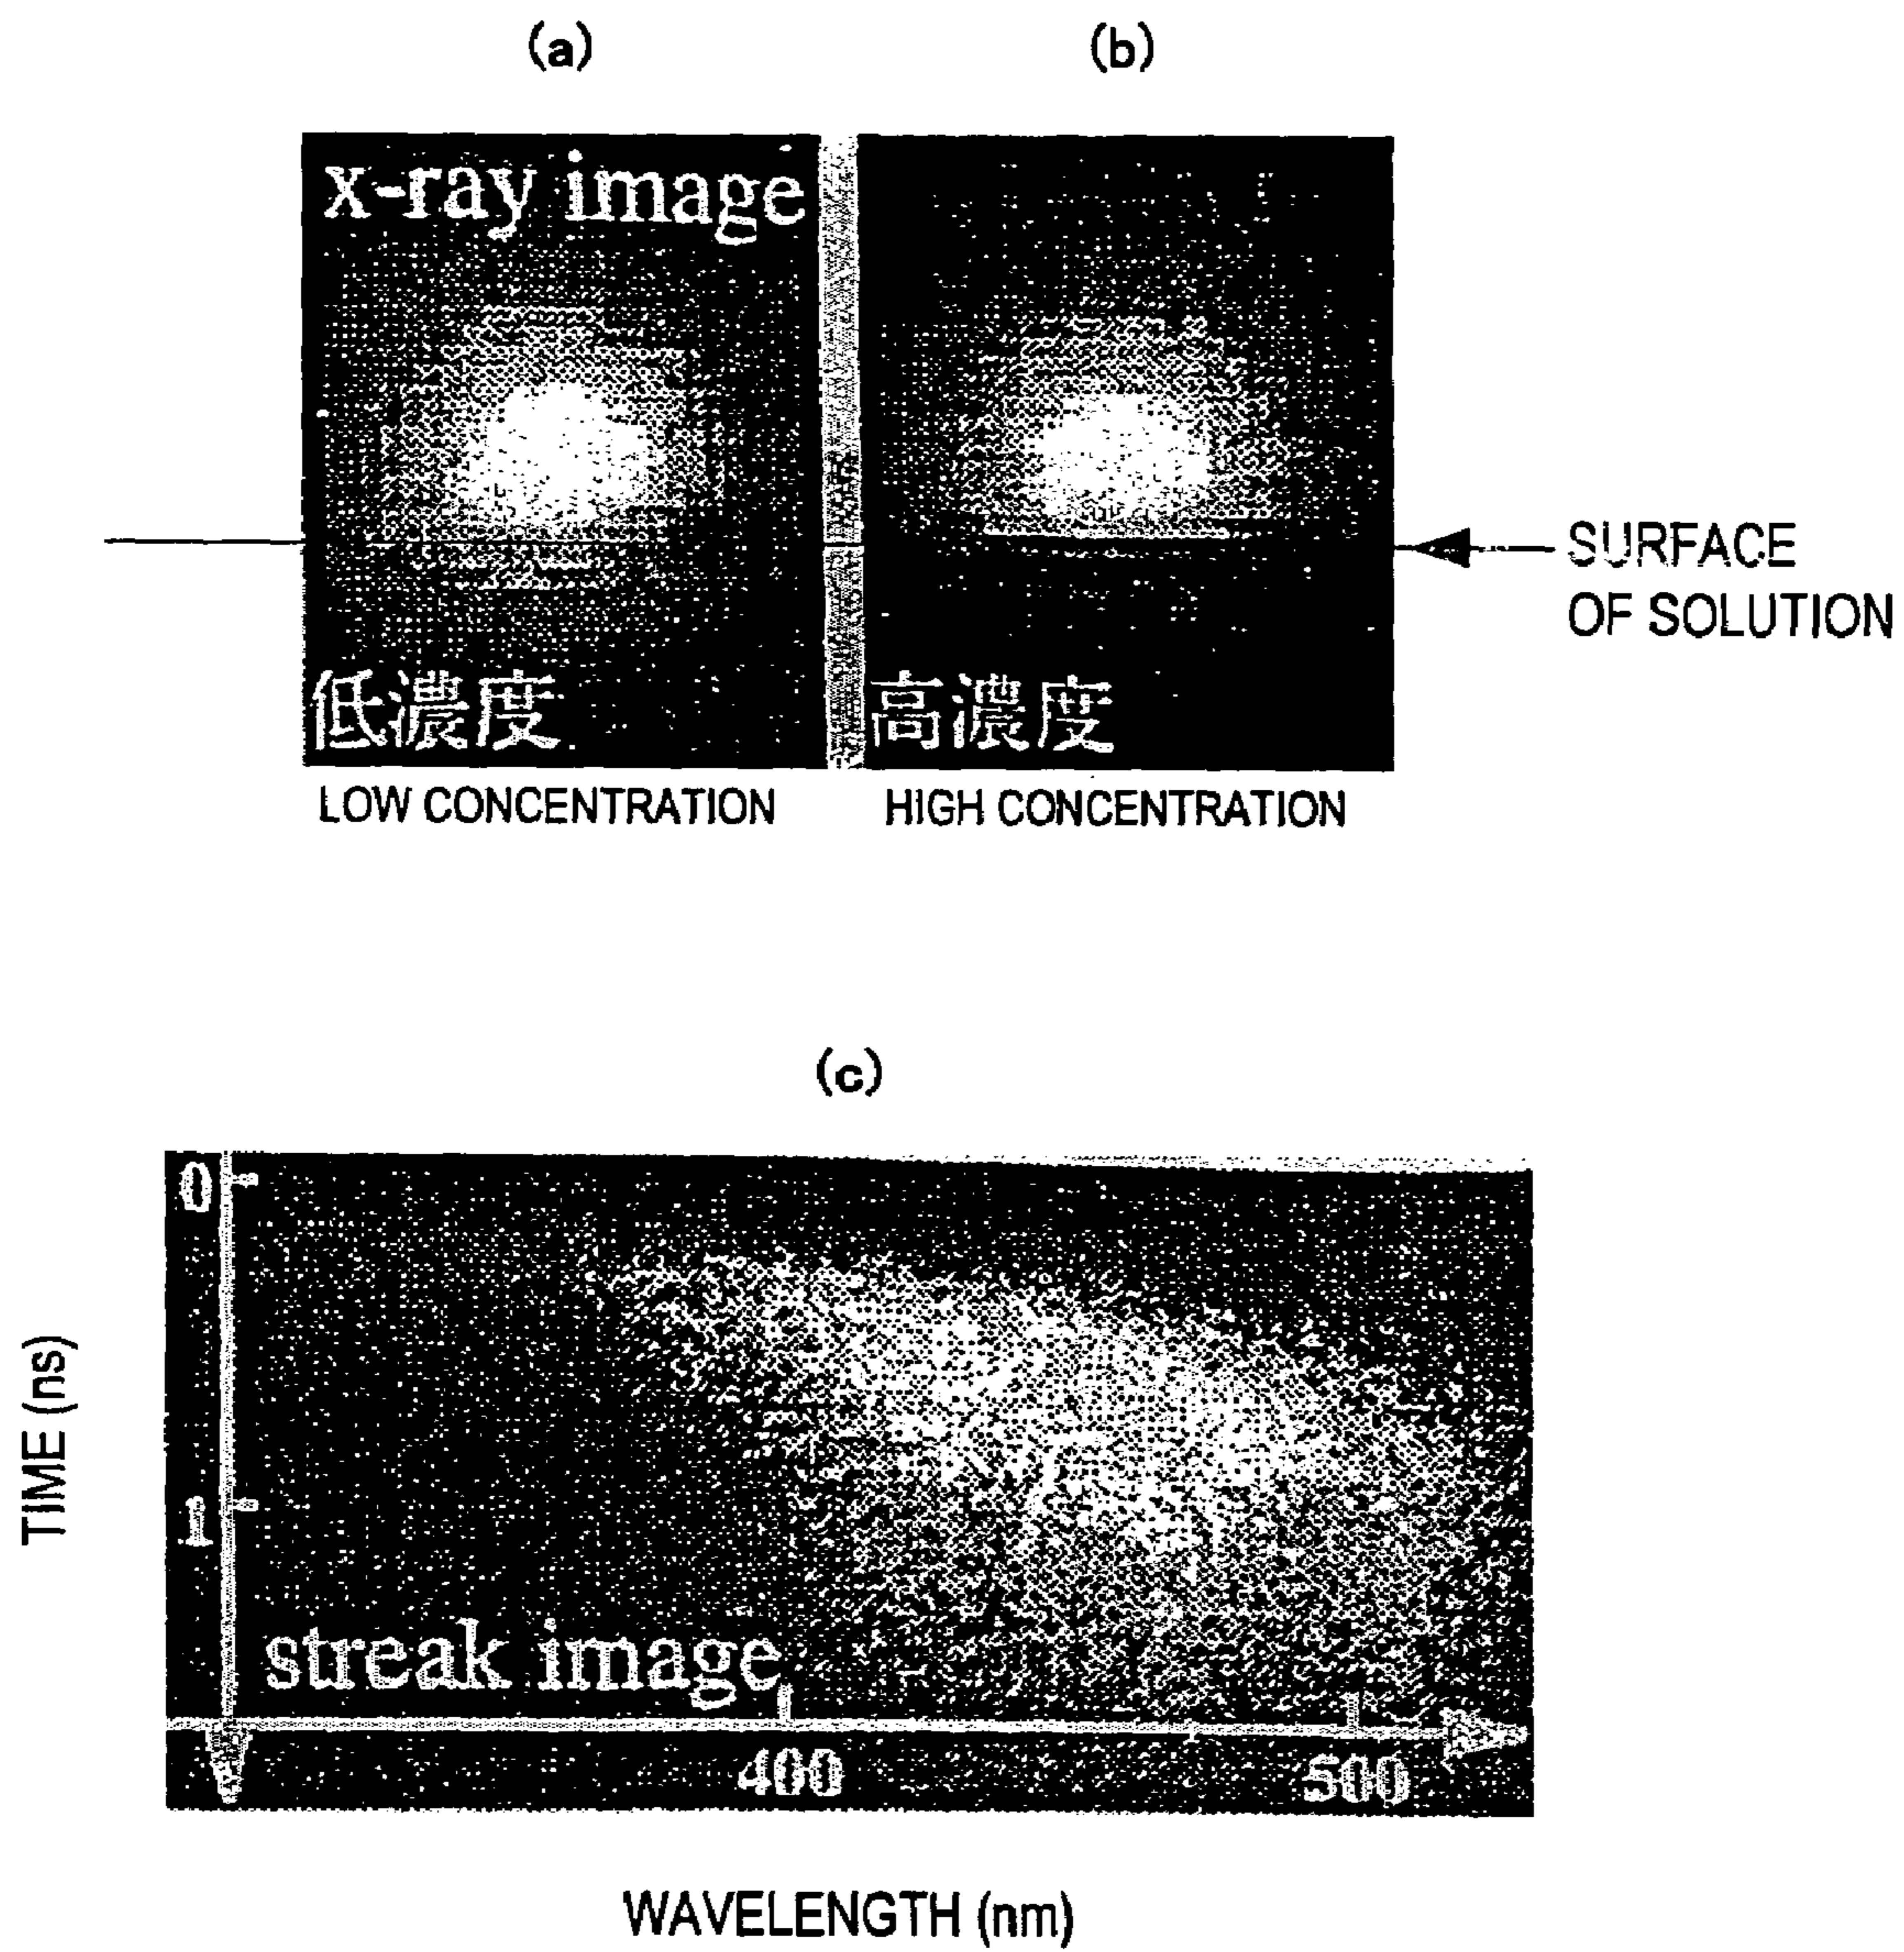 (a)
(b)
x-ray image
低濃度
高濃度
SURFACE
OF SOLUTION
LOW CONCENTRATION
HIGH CONCENTRATION
(c)
0
1
TIME (ns)
streak image
400
500
WAVELENGTH (nm)